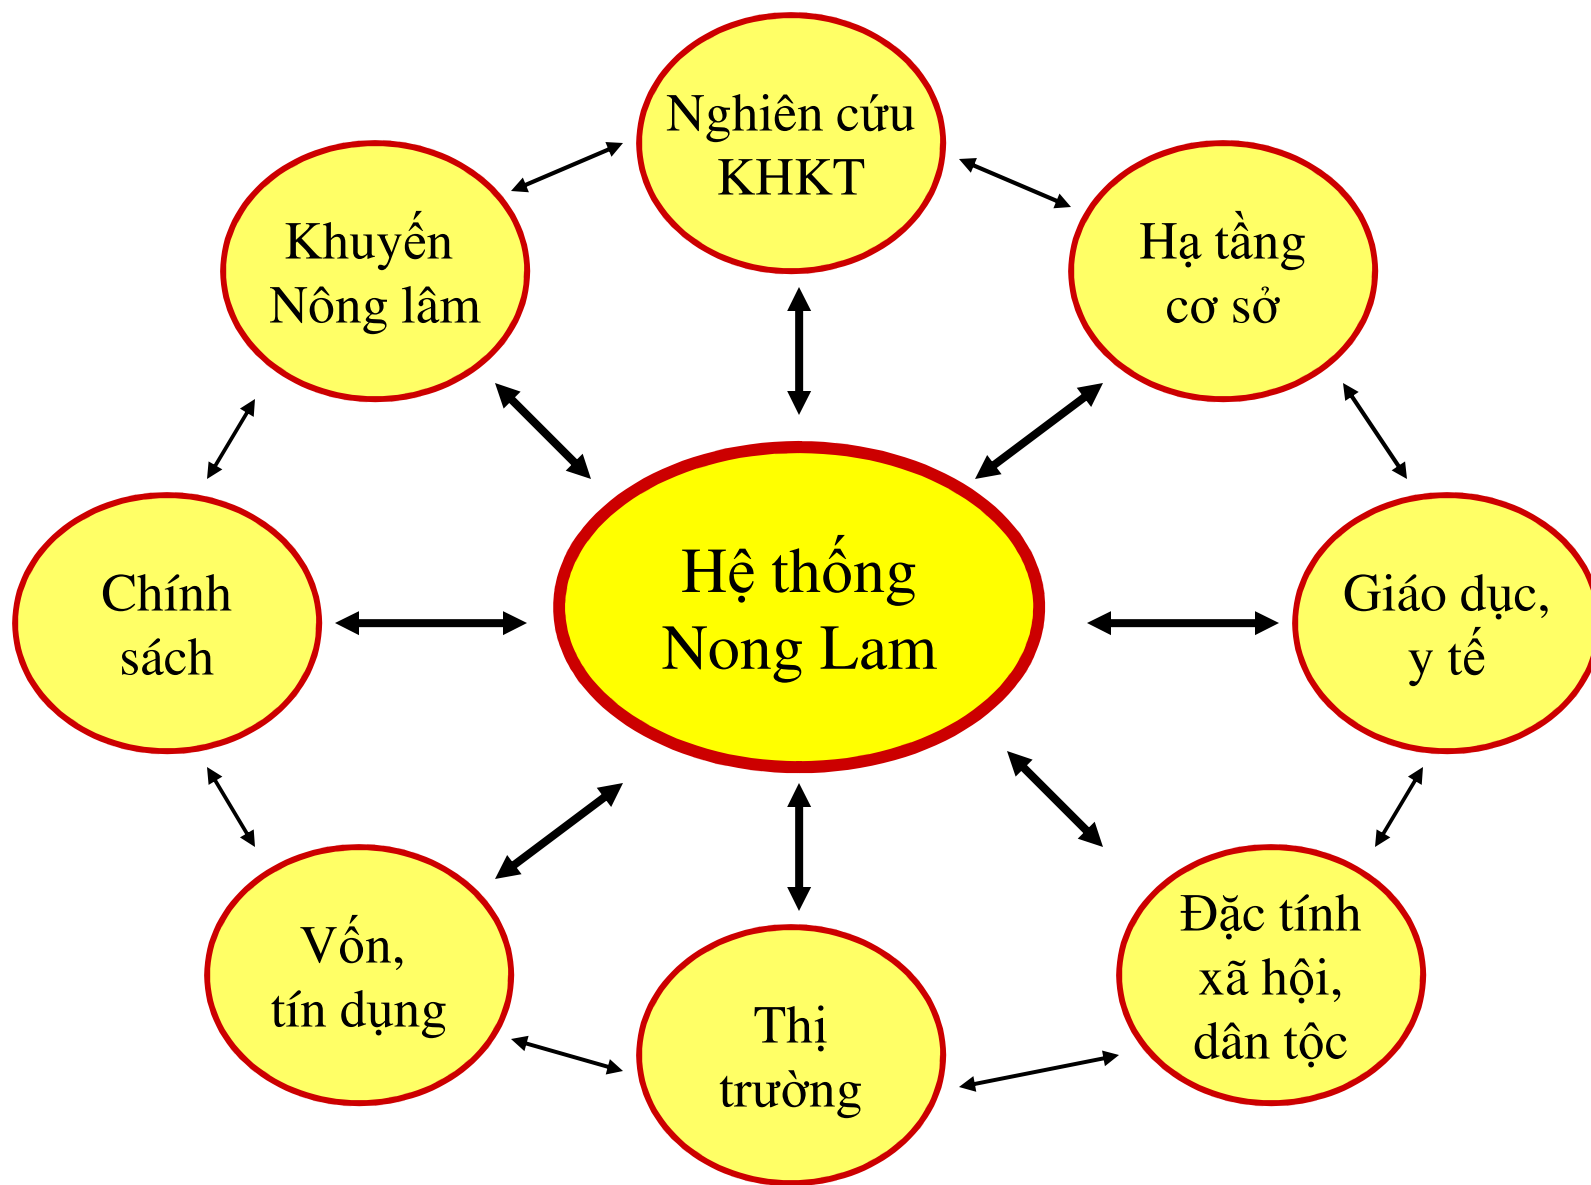 Nghiên cứu
KHKT
Khuyến
Nông lâm
Hạ tầng
cơ sở
Hệ thống
Nong Lam
Chính
sách
Giáo dục,
y tế
Vốn,
tín dụng
Thị
trường
Đặc tính
xã hội,
dân tộc